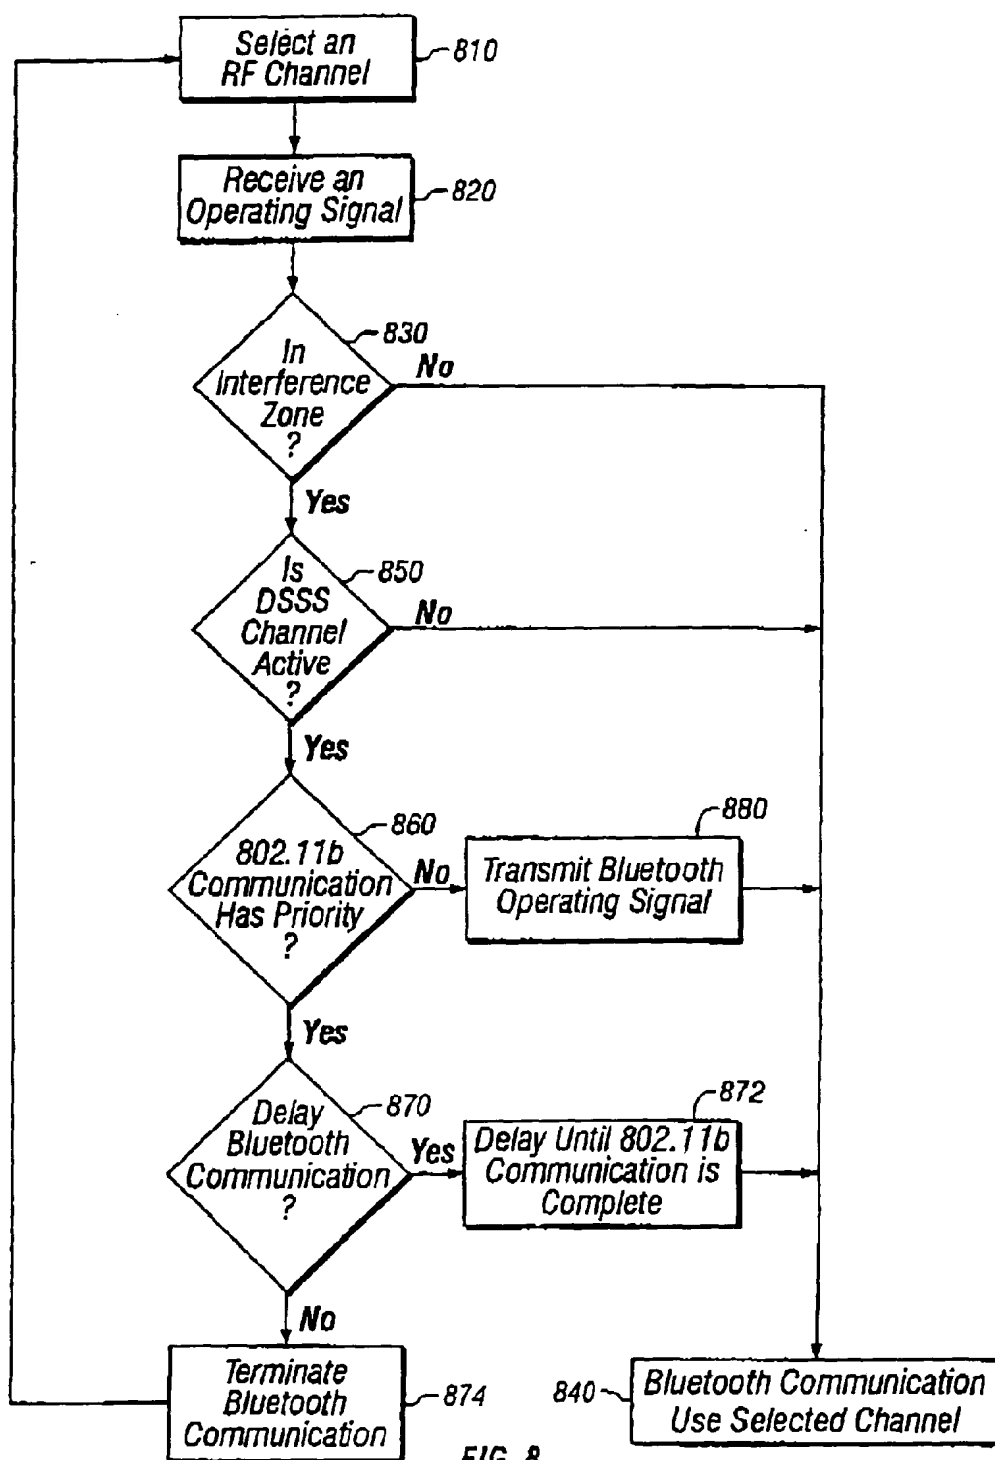 Select an
RF Channel
810
Receive an
Operating Signal
820
830
In
Interference
Zone
?
No
Yes
850
Is
DSSS
Channel
Active
?
No
Yes
860
802.11b
Communication
Has Priority
?
No
880
Transmit Bluetooth
Operating Signal
Yes
870
Delay
Bluetooth
Communication
?
Yes
872
Delay Until 802.11b
Communication is
Complete
No
Terminate
Bluetooth
Communication
874
840
Bluetooth Communication
Use Selected Channel
FIG. 8